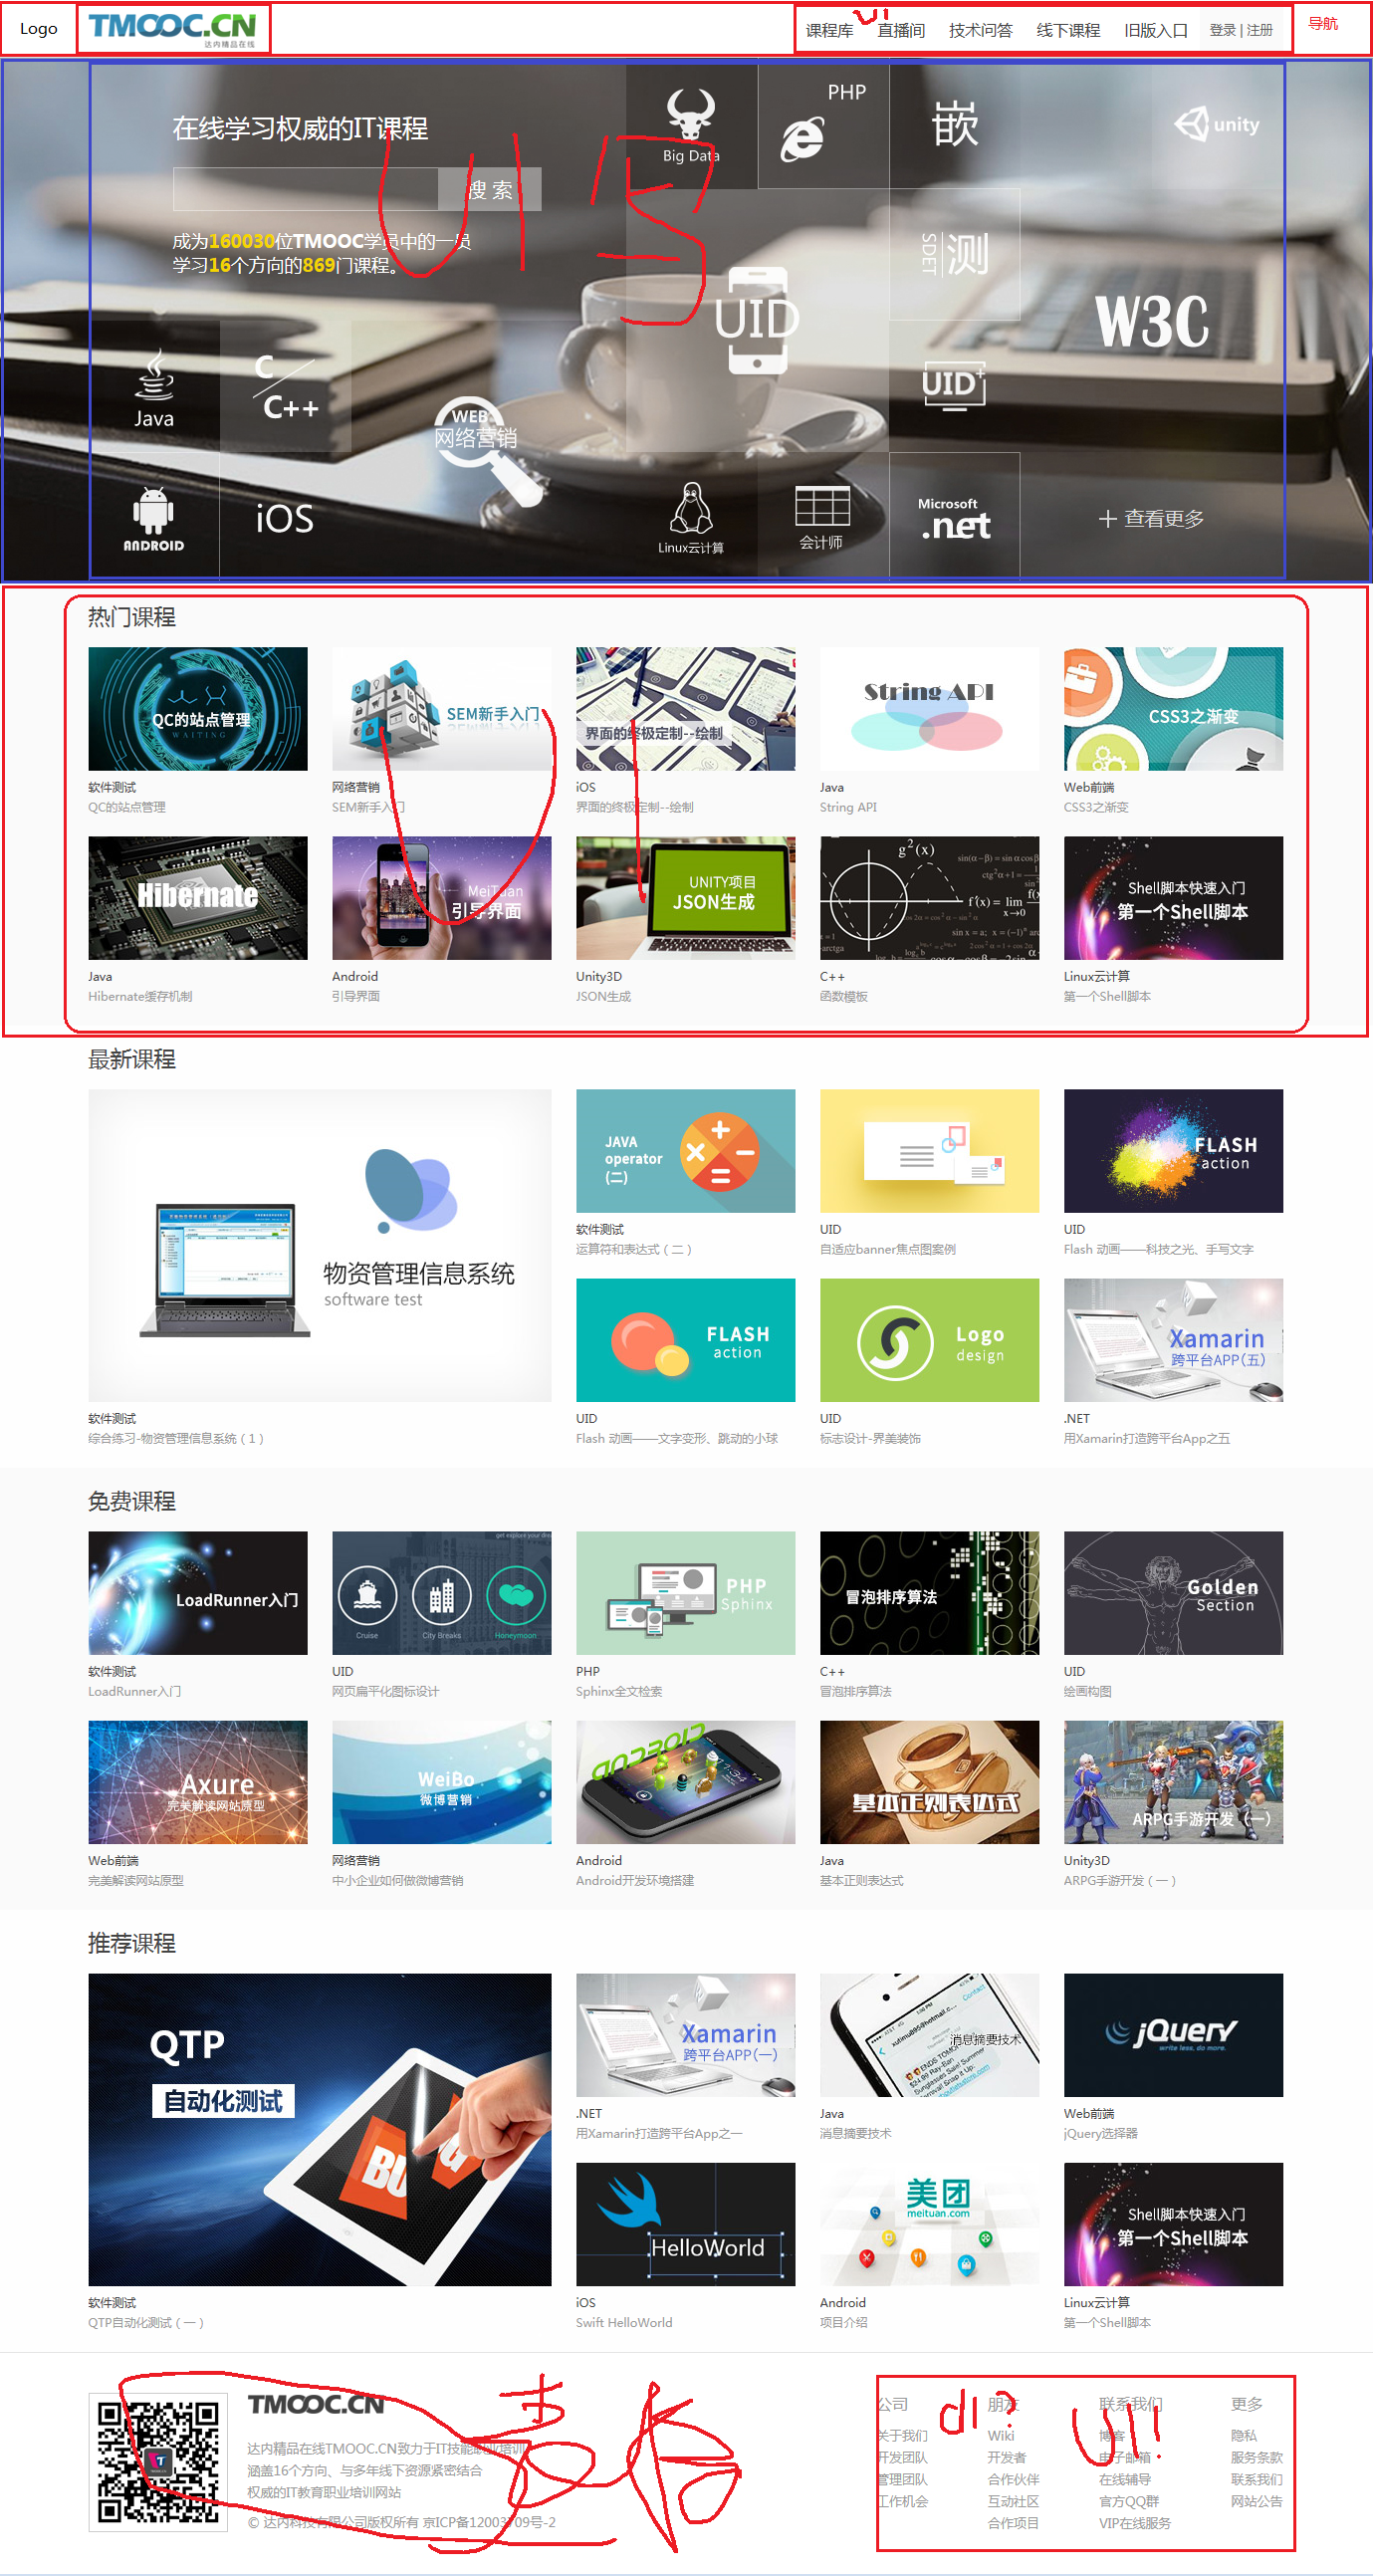 Logo
TMOOC.CN
达内精品在线
课程库 直播间 技术问答 线下课程 旧版入口 登录 | 注册 导航
ul
在线学习权威的IT课程
搜 索
成为160030位TMOOC学员中的一员
学习16个方向的869门课程。
Big Data
PHP
嵌
unity
SDET 测
UID
W3C
Java
C
C++
WEB
网络营销
UID+
ANDROID
iOS
Linux云计算
会计师
Microsoft
.net
+ 查看更多
热门课程
QC的站点管理
WAITING
SEM新手入门
界面的终极定制--绘制
String API
CSS3之渐变
软件测试 网络营销 iOS Java Web前端
QC的站点管理 SEM新手入门 界面的终极定制--绘制 String API CSS3之渐变
Hibernate
MeiTuan
引导界面
UNITY项目
JSON生成
Shell脚本快速入门
第一个Shell脚本
Java Android Unity3D C++ Linux云计算
Hibernate缓存机制 引导界面 JSON生成 函数模板 第一个Shell脚本
最新课程
物资管理信息系统
software test
JAVA
operator
(二)
FLASH
action
软件测试 UID UID
运算符和表达式（二） 自适应banner焦点图案例 Flash 动画——科技之光、手写文字
FLASH
action
Logo
design
Xamarin
跨平台APP(五)
软件测试 UID UID .NET
综合练习-物资管理信息系统（1） Flash 动画——文字变形、跳动的小球 标志设计-界美装饰 用Xamarin打造跨平台App之五
免费课程
LoadRunner入门
get explore your
Cruise City Breaks Honeymoon
PHP
Sphinx
冒泡排序算法
Golden
Section
软件测试 UID PHP C++ UID
LoadRunner入门 网页扁平化图标设计 Sphinx全文检索 冒泡排序算法 绘画构图
Axure
完美解读网站原型
WeiBo
微博营销
ANDROID
基本正则表达式
ARPG手游开发（一）
Web前端 网络营销 Android Java Unity3D
完美解读网站原型 中小企业如何做微博营销 Android开发环境搭建 基本正则表达式 ARPG手游开发（一）
推荐课程
QTP
自动化测试
BUG
Xamarin
跨平台APP(一)
消息摘要技术
jQuery
write less, do more.
.NET Java Web前端
用Xamarin打造跨平台App之一 消息摘要技术 jQuery选择器
HelloWorld
美团
meituan.com
Shell脚本快速入门
第一个Shell脚本
软件测试 iOS Android Linux云计算
QTP自动化测试（一） Swift HelloWorld 项目介绍 第一个Shell脚本
TMOOC.CN
达内精品在线TMOOC.CN致力于IT技能职业培训
涵盖16个方向、与多年线下资源紧密结合
权威的IT教育职业培训网站
© 达内科技有限公司版权所有 京ICP备12003709号-2
公司 朋友 联系我们 更多
关于我们 Wiki 博客 隐私
开发团队 开发者 电子邮箱 服务条款
管理团队 合作伙伴 在线辅导 联系我们
工作机会 互动社区 官方QQ群 网站公告
合作项目 VIP在线服务
dl? Ul!